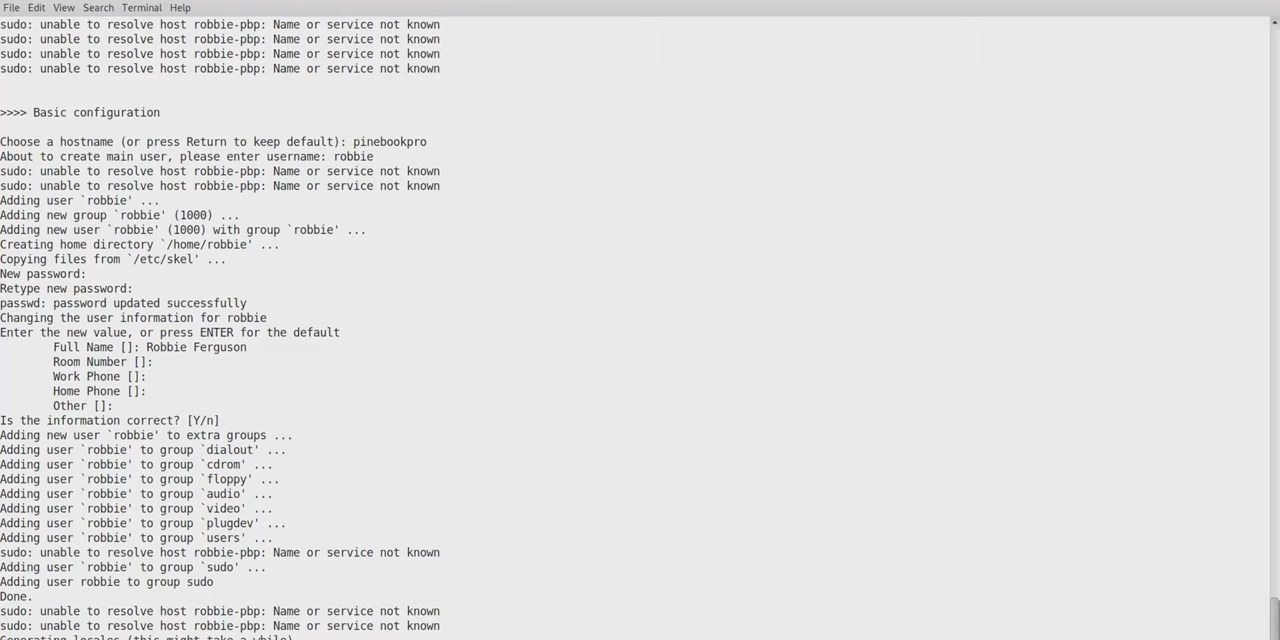 File Edit View Search Terminal Help
sudo: unable to resolve host robbie-pbp: Name or service not known
sudo: unable to resolve host robbie-pbp: Name or service not known
sudo: unable to resolve host robbie-pbp: Name or service not known
sudo: unable to resolve host robbie-pbp: Name or service not known
>>>> Basic configuration
Choose a hostname (or press Return to keep default): pinebookpro
About to create main user, please enter username: robbie
sudo: unable to resolve host robbie-pbp: Name or service not known
sudo: unable to resolve host robbie-pbp: Name or service not known
Adding user `robbie' ...
Adding new group `robbie' (1000) ...
Adding new user `robbie' (1000) with group `robbie' ...
Creating home directory `/home/robbie' ...
Copying files from `/etc/skel' ...
New password:
Retype new password:
passwd: password updated successfully
Changing the user information for robbie
Enter the new value, or press ENTER for the default
Full Name []: Robbie Ferguson
Room Number []:
Work Phone []:
Home Phone []:
Other []:
Is the information correct? [Y/n]
Adding new user `robbie' to extra groups ...
Adding user `robbie' to group `dialout' ...
Adding user `robbie' to group `cdrom' ...
Adding user `robbie' to group `floppy' ...
Adding user `robbie' to group `audio' ...
Adding user `robbie' to group `video' ...
Adding user `robbie' to group `plugdev' ...
Adding user `robbie' to group `users' ...
sudo: unable to resolve host robbie-pbp: Name or service not known
Adding user `robbie' to group `sudo' ...
Adding user robbie to group sudo
Done.
sudo: unable to resolve host robbie-pbp: Name or service not known
sudo: unable to resolve host robbie-pbp: Name or service not known
Generating locales (this might take a while)